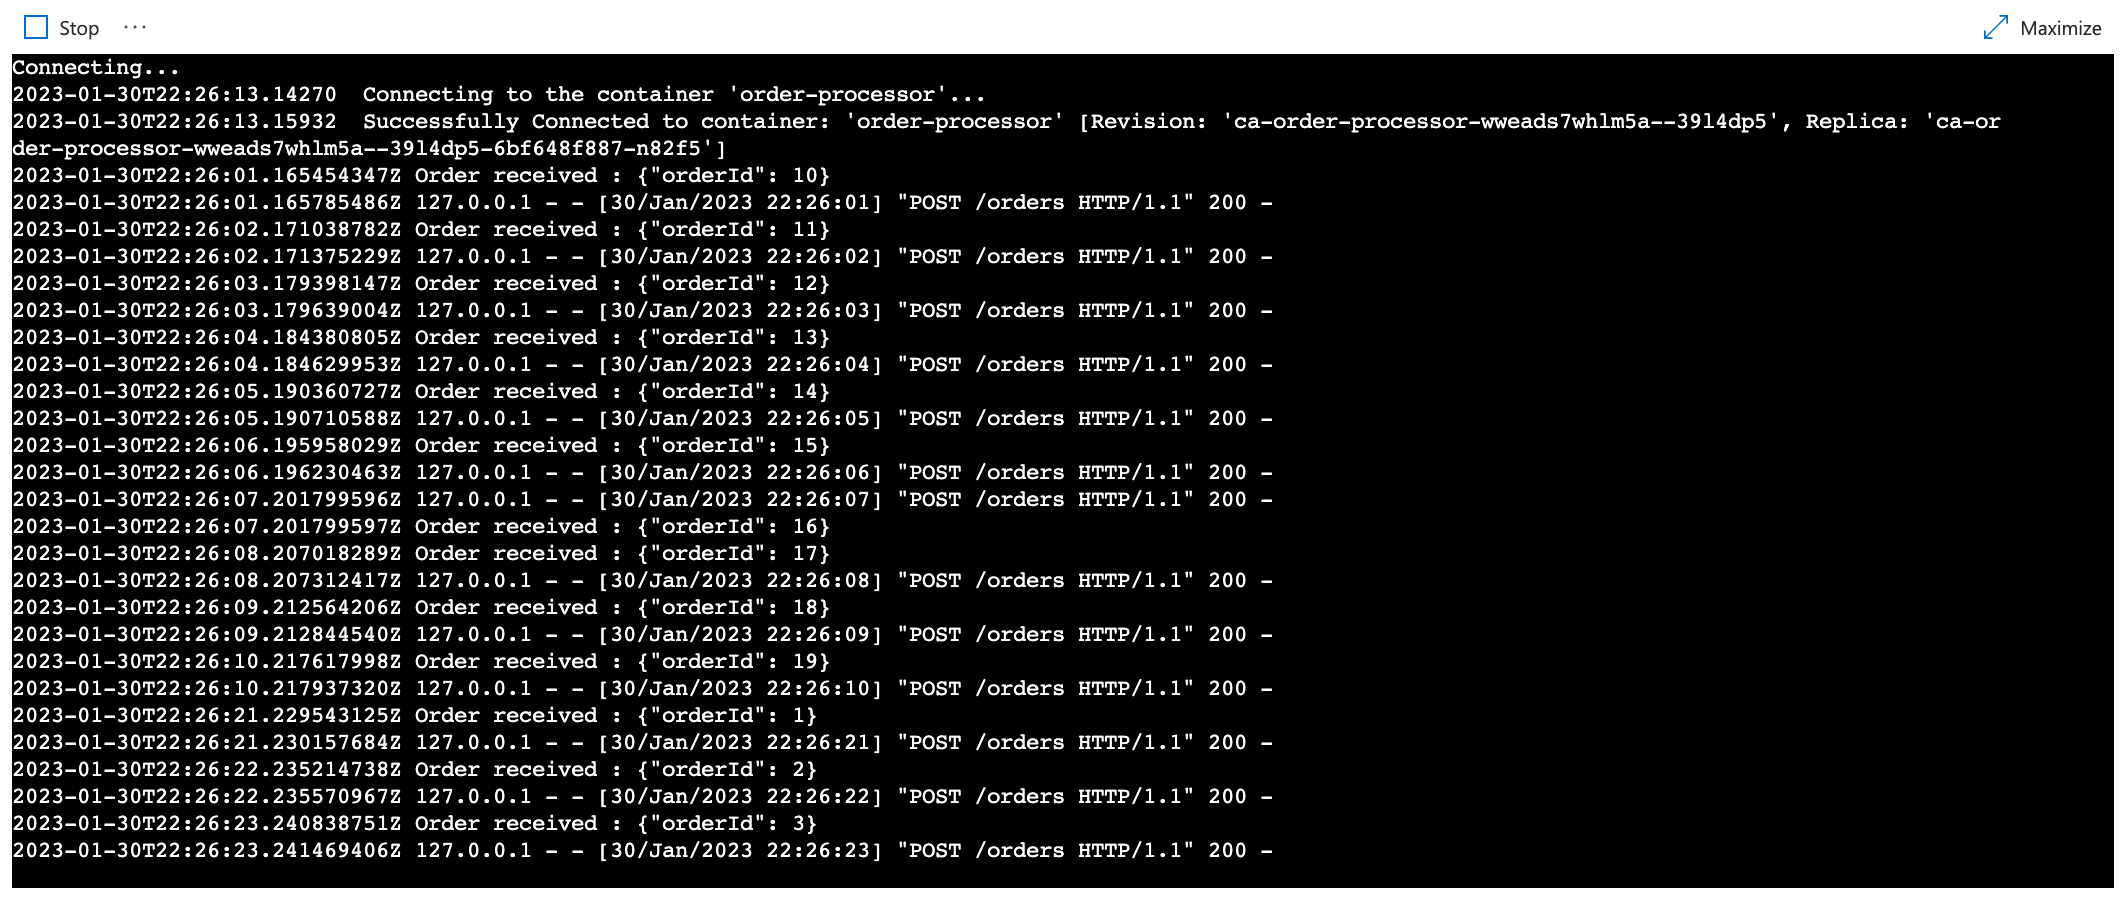 Stop ···
Maximize
Connecting...
2023-01-30T22:26:13.14270  Connecting to the container 'order-processor'...
2023-01-30T22:26:13.15932  Successfully Connected to container: 'order-processor' [Revision: 'ca-order-processor-wweads7whlm5a--39l4dp5', Replica: 'ca-or
der-processor-wweads7whlm5a--39l4dp5-6bf648f887-n82f5']
2023-01-30T22:26:01.165454347Z Order received : {"orderId": 10}
2023-01-30T22:26:01.165785486Z 127.0.0.1 - - [30/Jan/2023 22:26:01] "POST /orders HTTP/1.1" 200 -
2023-01-30T22:26:02.171038782Z Order received : {"orderId": 11}
2023-01-30T22:26:02.171375229Z 127.0.0.1 - - [30/Jan/2023 22:26:02] "POST /orders HTTP/1.1" 200 -
2023-01-30T22:26:03.179398147Z Order received : {"orderId": 12}
2023-01-30T22:26:03.179639004Z 127.0.0.1 - - [30/Jan/2023 22:26:03] "POST /orders HTTP/1.1" 200 -
2023-01-30T22:26:04.184380805Z Order received : {"orderId": 13}
2023-01-30T22:26:04.184629953Z 127.0.0.1 - - [30/Jan/2023 22:26:04] "POST /orders HTTP/1.1" 200 -
2023-01-30T22:26:05.190360727Z Order received : {"orderId": 14}
2023-01-30T22:26:05.190710588Z 127.0.0.1 - - [30/Jan/2023 22:26:05] "POST /orders HTTP/1.1" 200 -
2023-01-30T22:26:06.195958029Z Order received : {"orderId": 15}
2023-01-30T22:26:06.196230463Z 127.0.0.1 - - [30/Jan/2023 22:26:06] "POST /orders HTTP/1.1" 200 -
2023-01-30T22:26:07.201799596Z 127.0.0.1 - - [30/Jan/2023 22:26:07] "POST /orders HTTP/1.1" 200 -
2023-01-30T22:26:07.201799597Z Order received : {"orderId": 16}
2023-01-30T22:26:08.207018289Z Order received : {"orderId": 17}
2023-01-30T22:26:08.207312417Z 127.0.0.1 - - [30/Jan/2023 22:26:08] "POST /orders HTTP/1.1" 200 -
2023-01-30T22:26:09.212564206Z Order received : {"orderId": 18}
2023-01-30T22:26:09.212844540Z 127.0.0.1 - - [30/Jan/2023 22:26:09] "POST /orders HTTP/1.1" 200 -
2023-01-30T22:26:10.217617998Z Order received : {"orderId": 19}
2023-01-30T22:26:10.217937320Z 127.0.0.1 - - [30/Jan/2023 22:26:10] "POST /orders HTTP/1.1" 200 -
2023-01-30T22:26:21.229543125Z Order received : {"orderId": 1}
2023-01-30T22:26:21.230157684Z 127.0.0.1 - - [30/Jan/2023 22:26:21] "POST /orders HTTP/1.1" 200 -
2023-01-30T22:26:22.235214738Z Order received : {"orderId": 2}
2023-01-30T22:26:22.235570967Z 127.0.0.1 - - [30/Jan/2023 22:26:22] "POST /orders HTTP/1.1" 200 -
2023-01-30T22:26:23.240838751Z Order received : {"orderId": 3}
2023-01-30T22:26:23.241469406Z 127.0.0.1 - - [30/Jan/2023 22:26:23] "POST /orders HTTP/1.1" 200 -